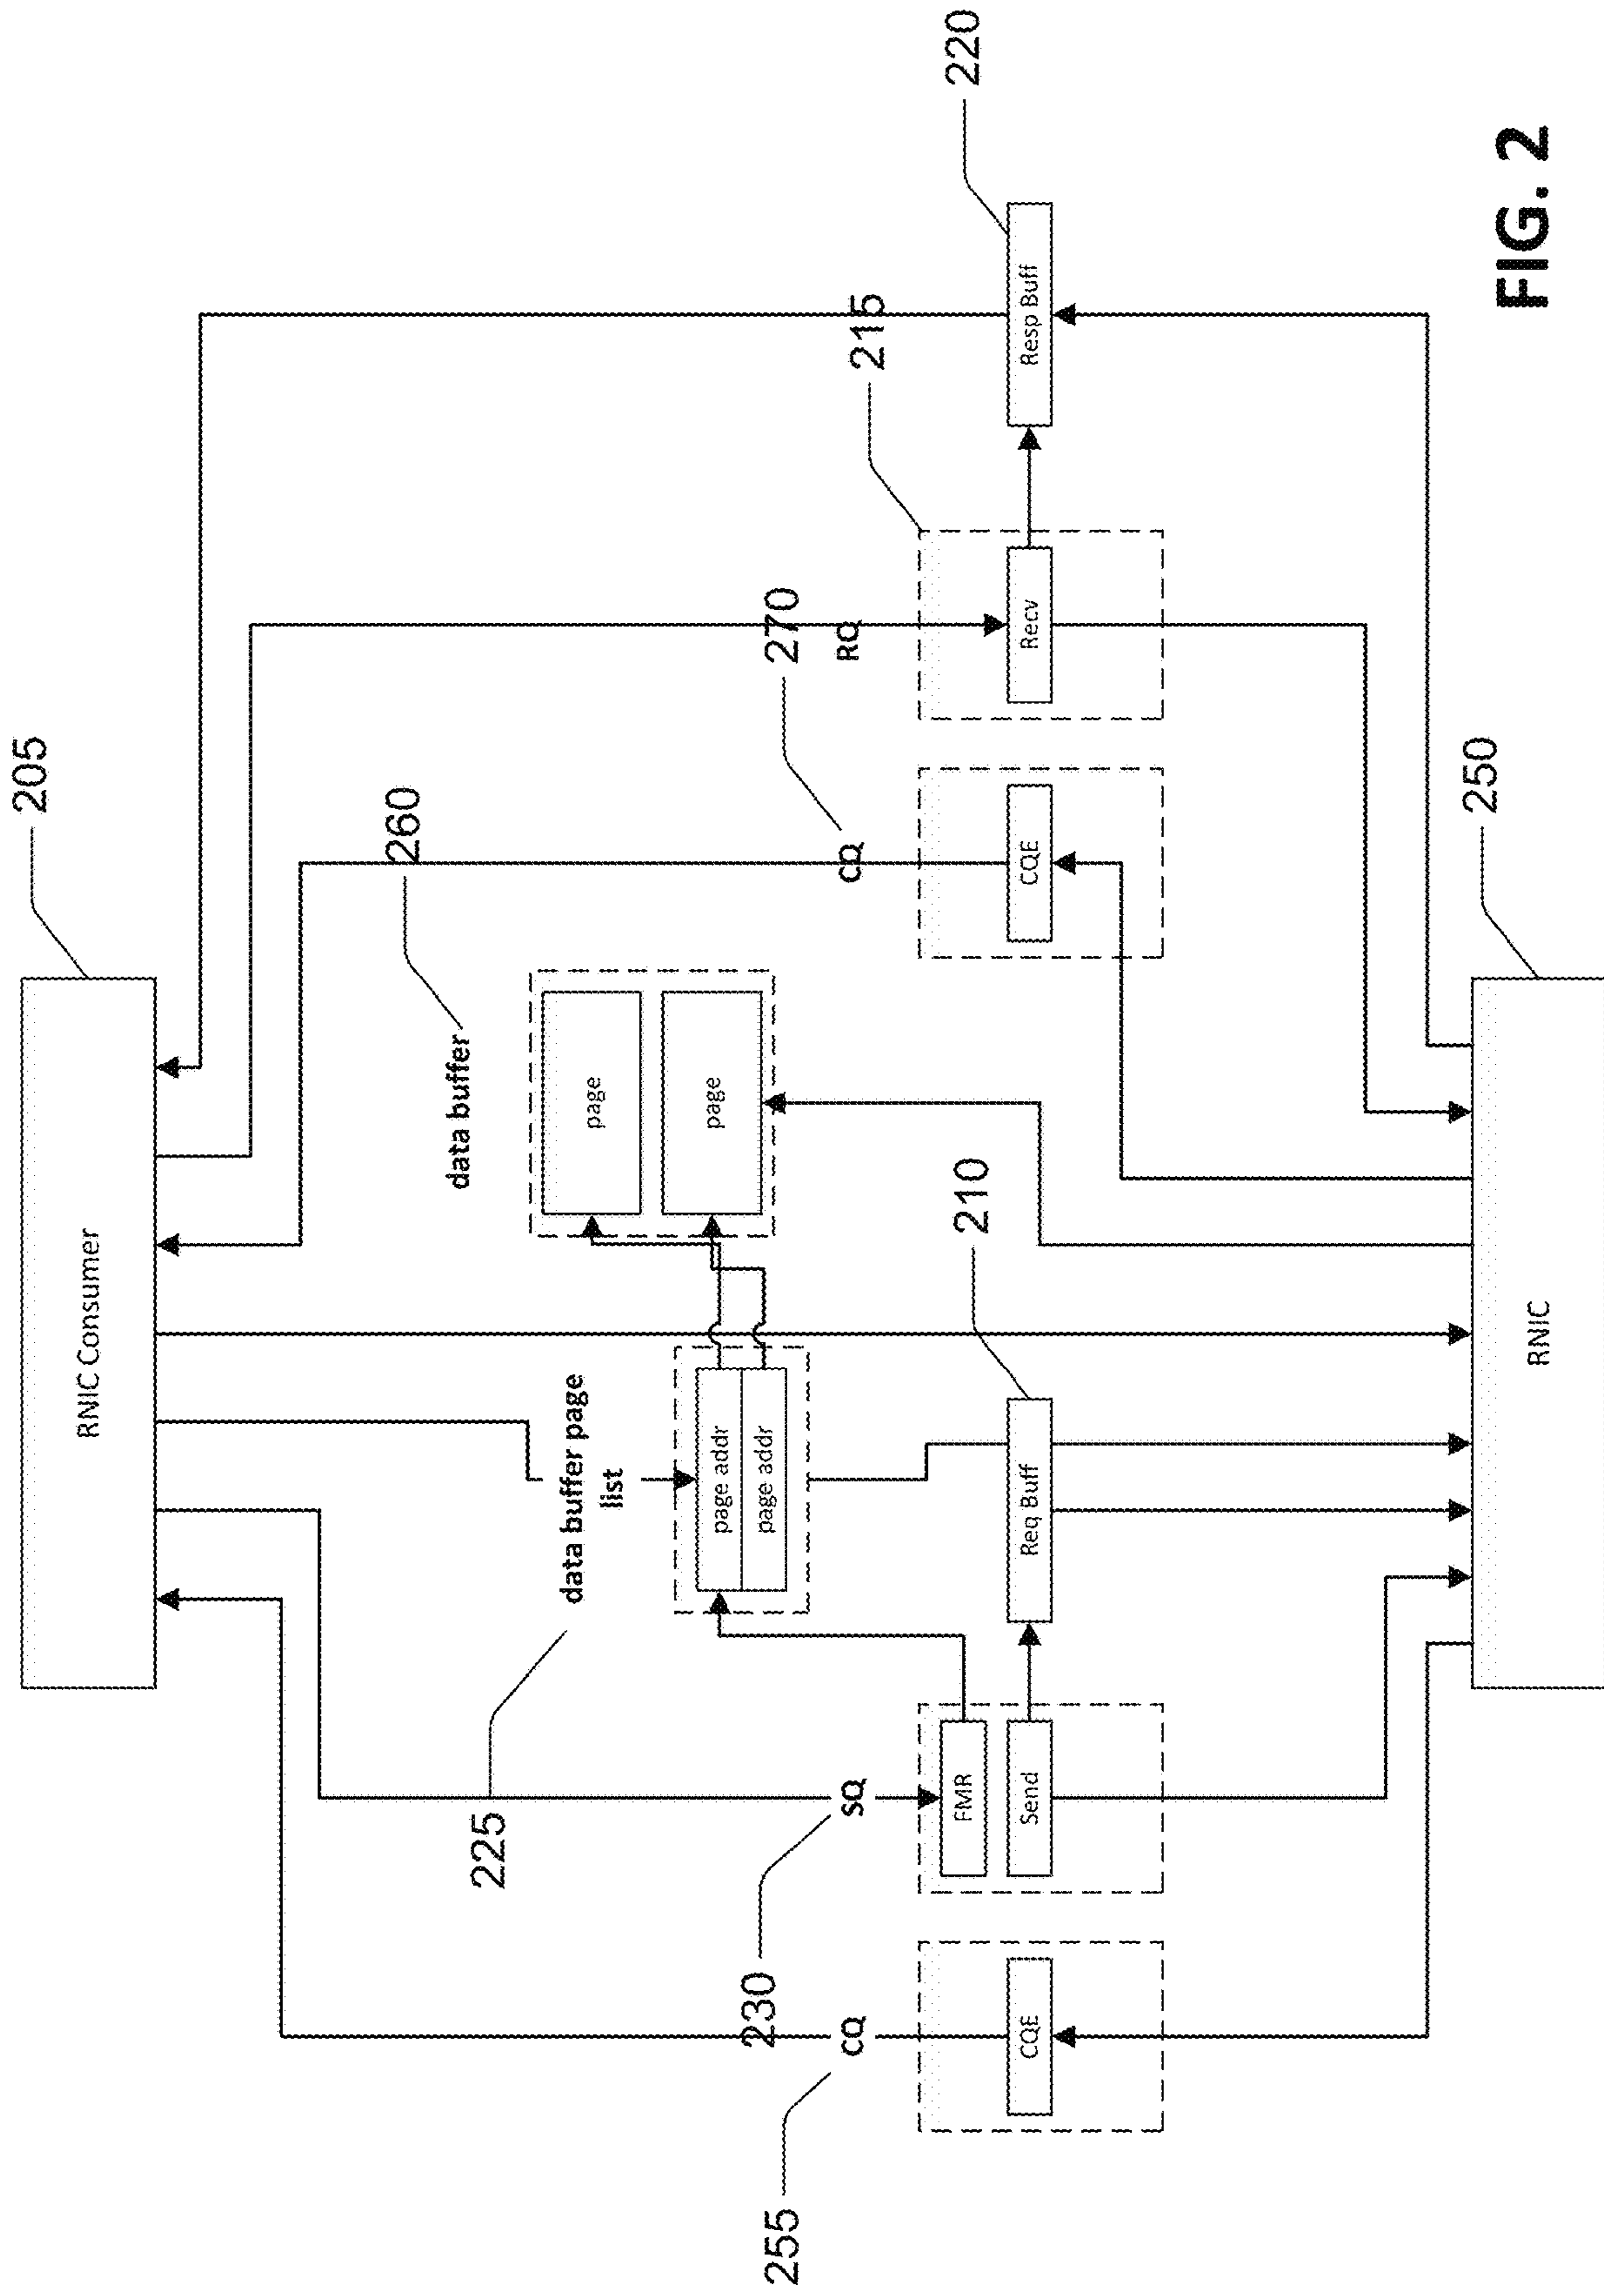 205
RNIC Consumer
260
data buffer
225
data buffer page
list
page
page
page addr
page addr
255
CQ
230
SQ
270
CQ
RQ
215
220
CQE
FMR
Send
210
Req Buff
CQE
Recv
Resp Buff
250
RNIC
FIG. 2